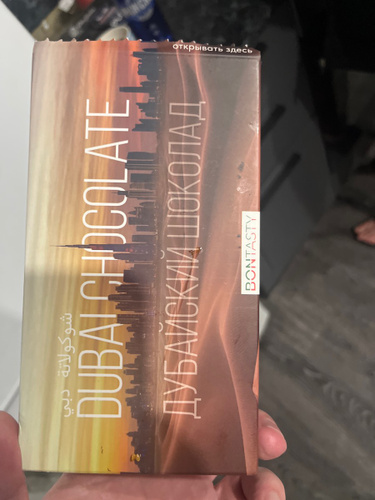 открывать здесь
شوكولاتة دبي
DUBAI CHOCOLATE
ДУБАЙСКИЙ ШОКОЛАД
BONTASTY